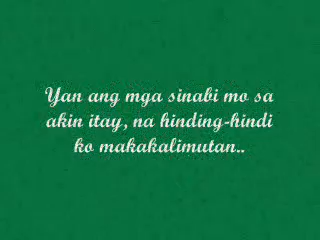 Yan ang mga sinabi mo sa
akin itay, na hinding-hindi
ko makakalimutan..